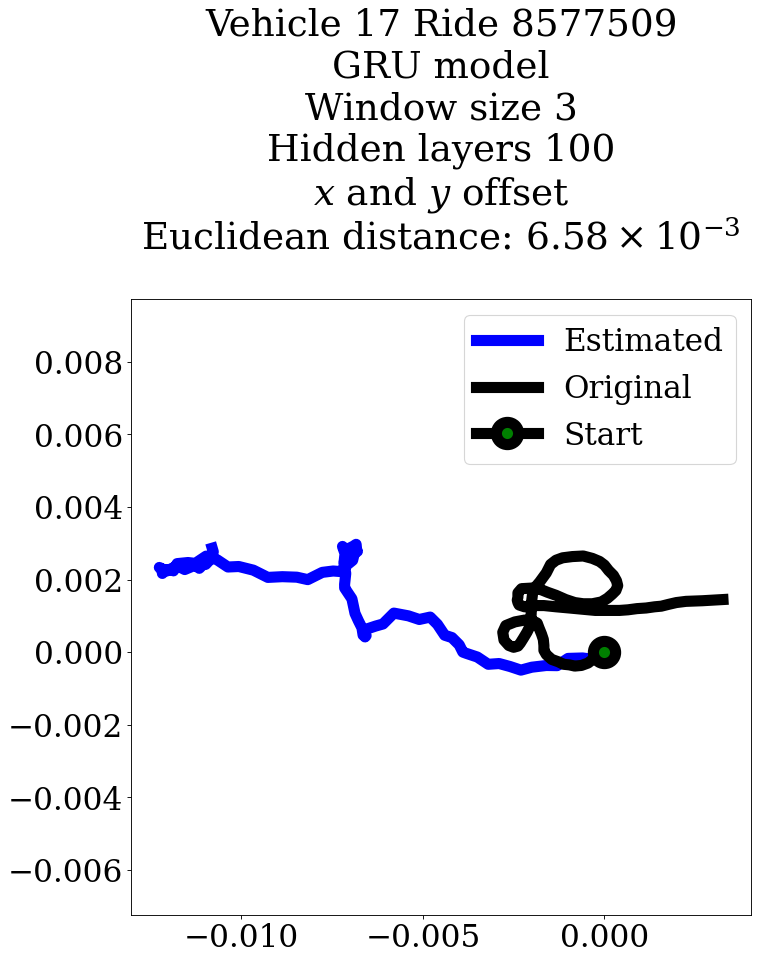 Vehicle 17 Ride 8577509
GRU model
Window size 3
Hidden layers 100
x and y offset
Euclidean distance: 6.58 × 10⁻³
Estimated
Original
Start
0.008
0.006
0.004
0.002
0.000
−0.002
−0.004
−0.006
−0.010 −0.005 0.000